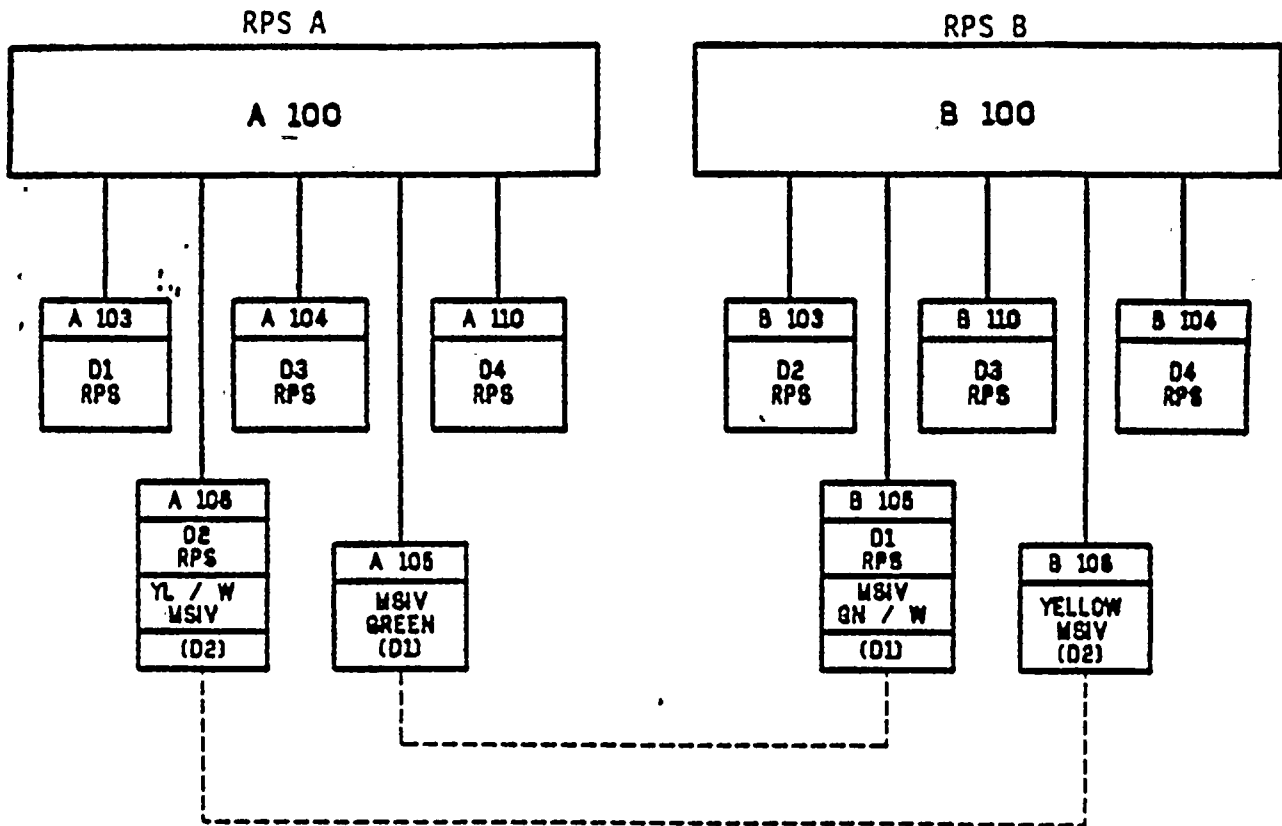 RPS A
RPS B
A 100
B 100
A 103
D1
RPS
A 104
D3
RPS
A 110
D4
RPS
B 103
D2
RPS
B 110
D3
RPS
B 104
D4
RPS
A 106
D2
RPS
YL / W
MSIV
(D2)
A 105
MSIV
GREEN
(D1)
B 105
D1
RPS
MSIV
GN / W
(D1)
B 106
YELLOW
MSIV
(D2)